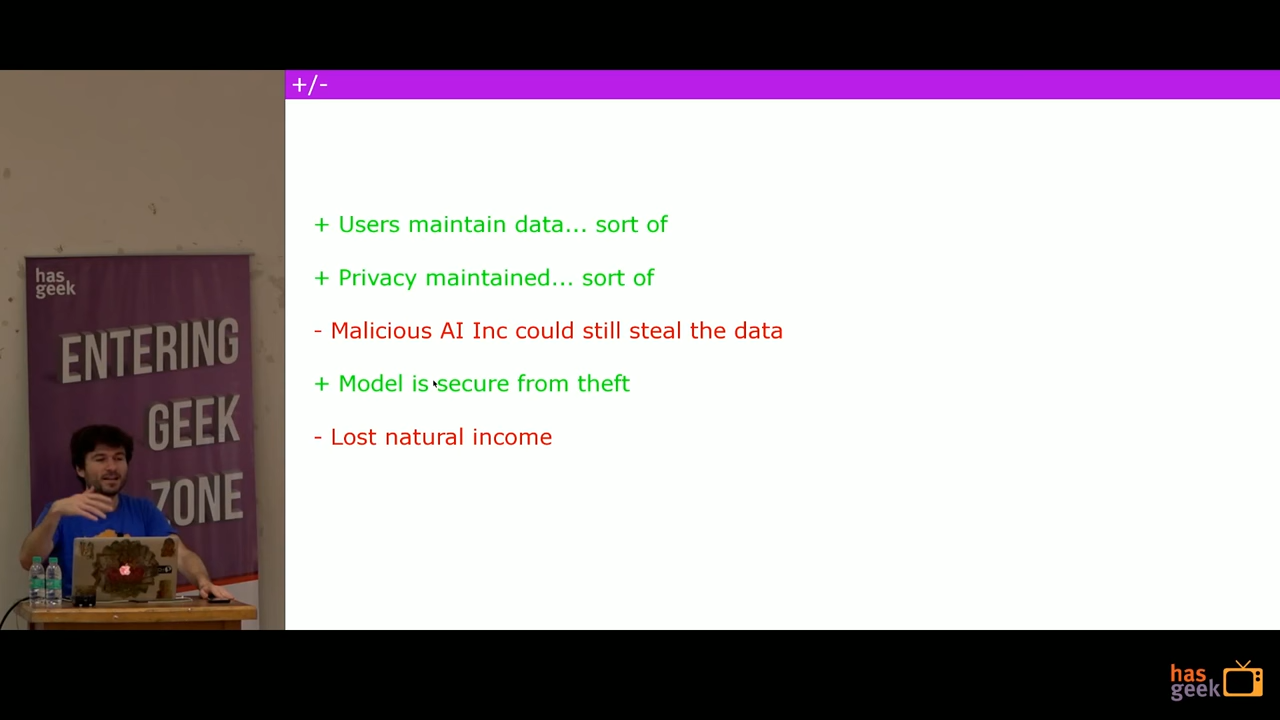 +/-
+ Users maintain data... sort of
+ Privacy maintained... sort of
- Malicious AI Inc could still steal the data
+ Model is secure from theft
- Lost natural income
has
geek
ENTERING
GEEK
ZONE
has
geek